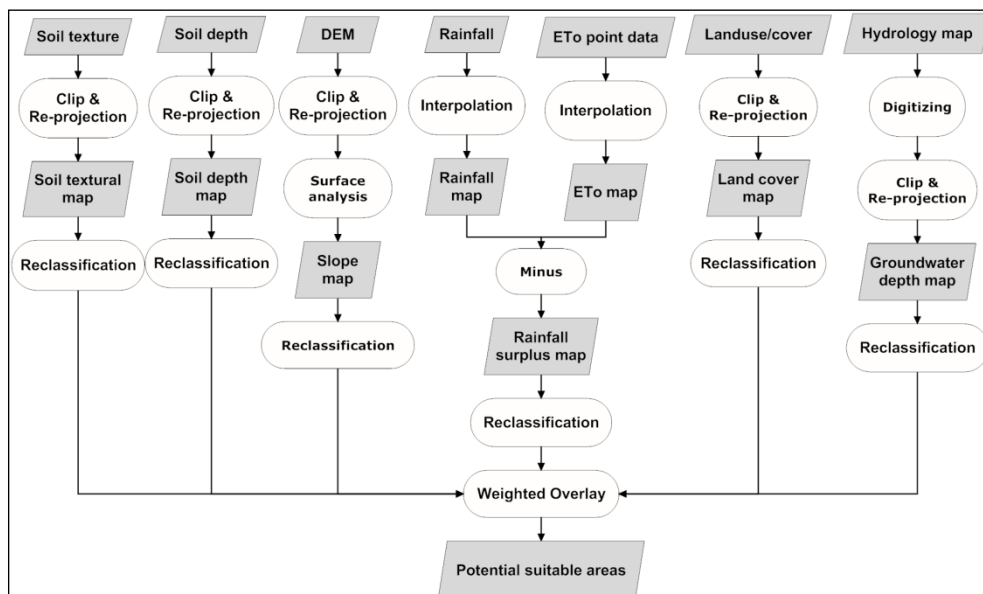 Soil texture
Soil depth
DEM
Rainfall
ETo point data
Landuse/cover
Hydrology map
Clip &
Re-projection
Clip &
Re-projection
Clip &
Re-projection
Interpolation
Interpolation
Clip &
Re-projection
Digitizing
Soil textural
map
Soil depth
map
Surface
analysis
Rainfall
map
ETo map
Land cover
map
Clip &
Re-projection
Reclassification
Reclassification
Slope
map
Minus
Reclassification
Groundwater
depth map
Reclassification
Rainfall
surplus map
Reclassification
Reclassification
Weighted Overlay
Potential suitable areas